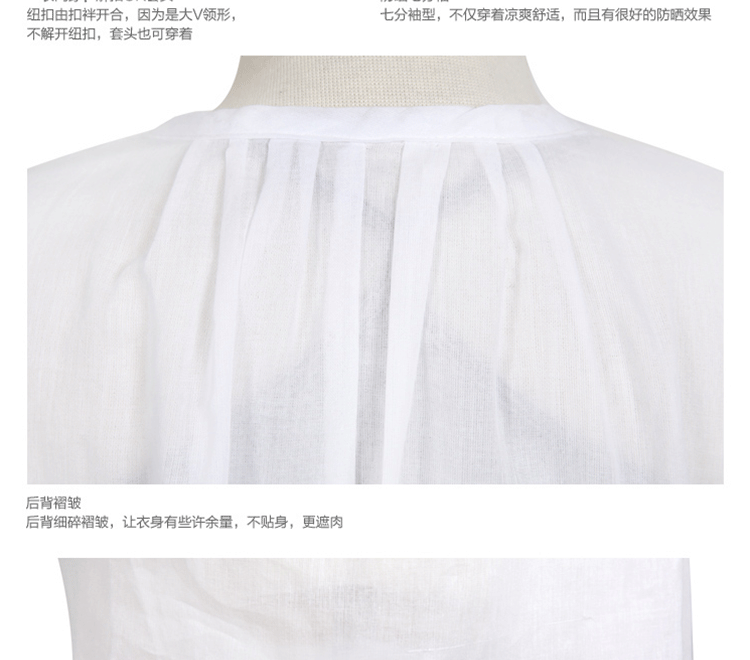 纽扣由扣袢开合，因为是大V领形，
不解开纽扣，套头也可穿着
七分袖型，不仅穿着凉爽舒适，而且有很好的防晒效果
后背褶皱
后背细碎褶皱，让衣身有些许余量，不贴身，更遮肉